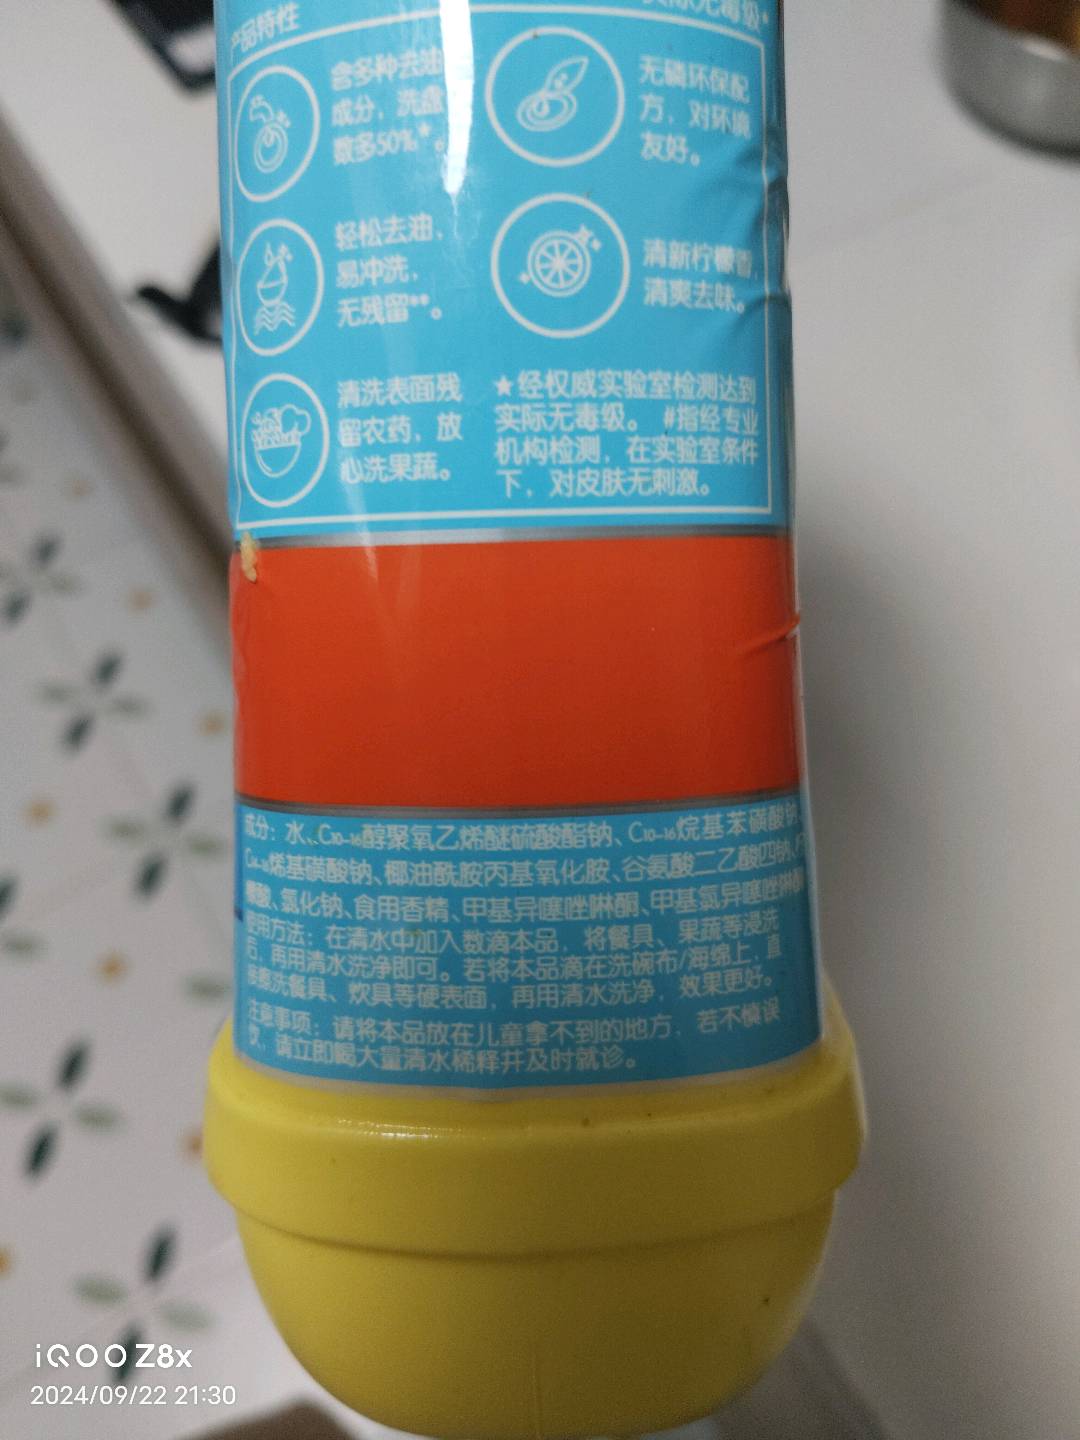 产品特性
实际无毒级*
含多种去油
成分，洗盘
数多50%*。
无磷环保配
方，对环境
友好。
轻松去油，
易冲洗，
无残留**。
清新柠檬香，
清爽去味。
清洗表面残
留农药，放
心洗果蔬。
★经权威实验室检测达到
实际无毒级。 #指经专业
机构检测，在实验室条件
下，对皮肤无刺激。
成分：水、C10-16醇聚氧乙烯醚硫酸酯钠、C10-16烷基苯磺酸钠
C14-16烯基磺酸钠、椰油酰胺丙基氧化胺、谷氨酸二乙酸四钠、
檬酸、氯化钠、食用香精、甲基异噻唑啉酮、甲基氯异噻唑啉酮
使用方法：在清水中加入数滴本品，将餐具、果蔬等浸洗
后，再用清水洗净即可。若将本品滴在洗碗布/海绵上，直
接擦洗餐具、炊具等硬表面，再用清水洗净，效果更好。
注意事项：请将本品放在儿童拿不到的地方，若不慎误
饮，请立即喝大量清水稀释并及时就诊。
iQOO Z8x
2024/09/22 21:30